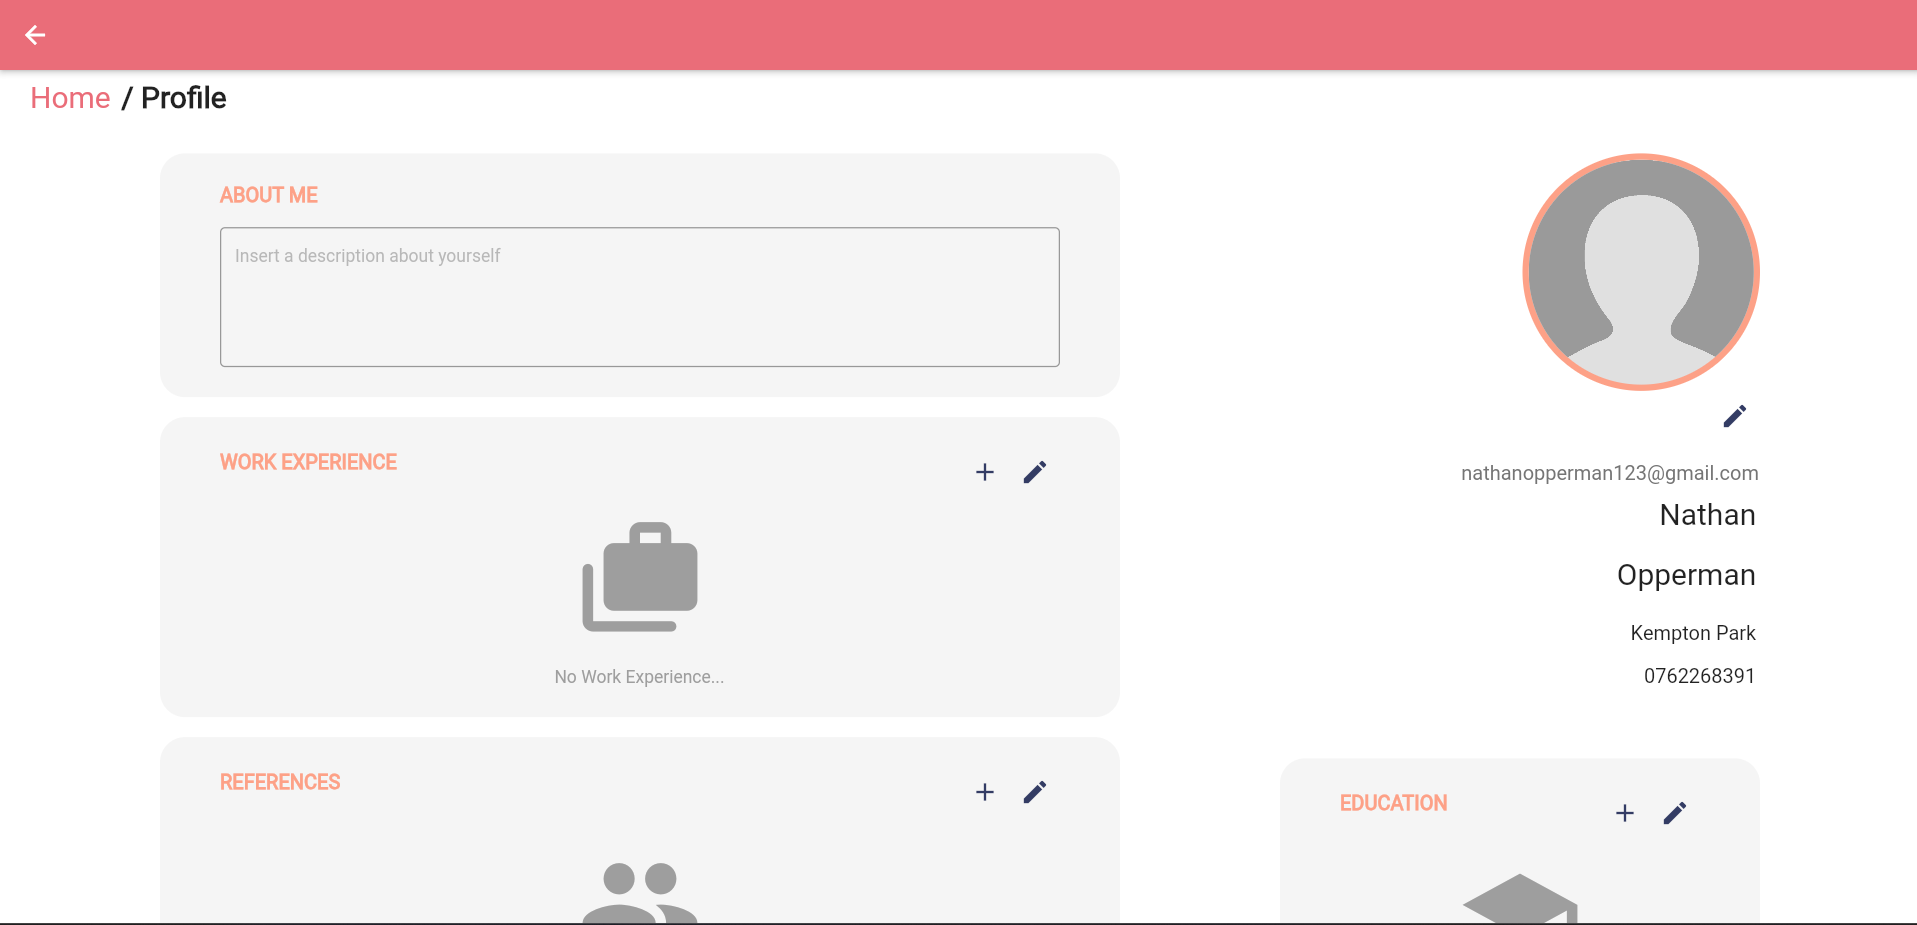 Home / Profile
ABOUT ME
Insert a description about yourself
WORK EXPERIENCE
No Work Experience...
REFERENCES
nathanopperman123@gmail.com
Nathan
Opperman
Kempton Park
0762268391
EDUCATION